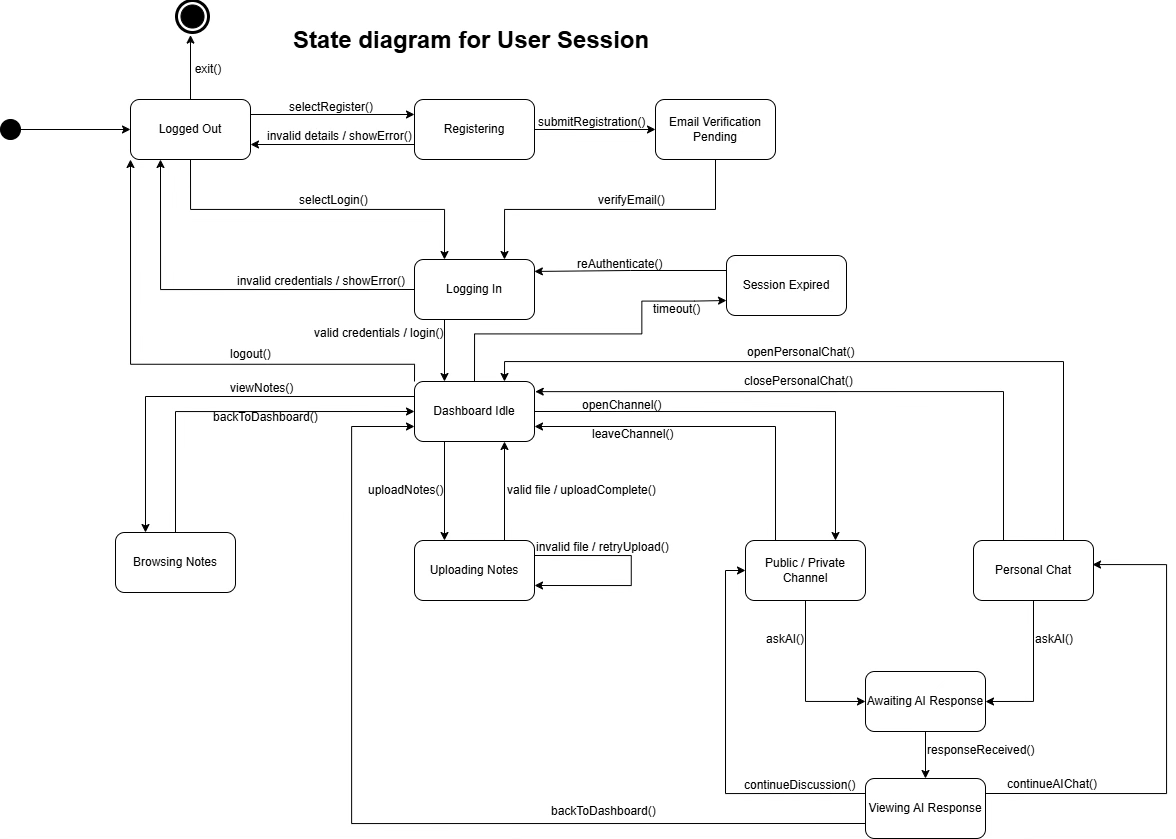 State diagram for User Session
exit()
Logged Out
selectRegister()
invalid details / showError()
Registering
submitRegistration()
Email Verification
Pending
selectLogin()
verifyEmail()
invalid credentials / showError()
Logging In
reAuthenticate()
Session Expired
timeout()
valid credentials / login()
logout()
openPersonalChat()
closePersonalChat()
viewNotes()
backToDashboard()
Dashboard Idle
openChannel()
leaveChannel()
uploadNotes()
valid file / uploadComplete()
Browsing Notes
Uploading Notes
invalid file / retryUpload()
Public / Private
Channel
Personal Chat
askAI()
askAI()
Awaiting AI Response
responseReceived()
continueDiscussion()
continueAIChat()
Viewing AI Response
backToDashboard()